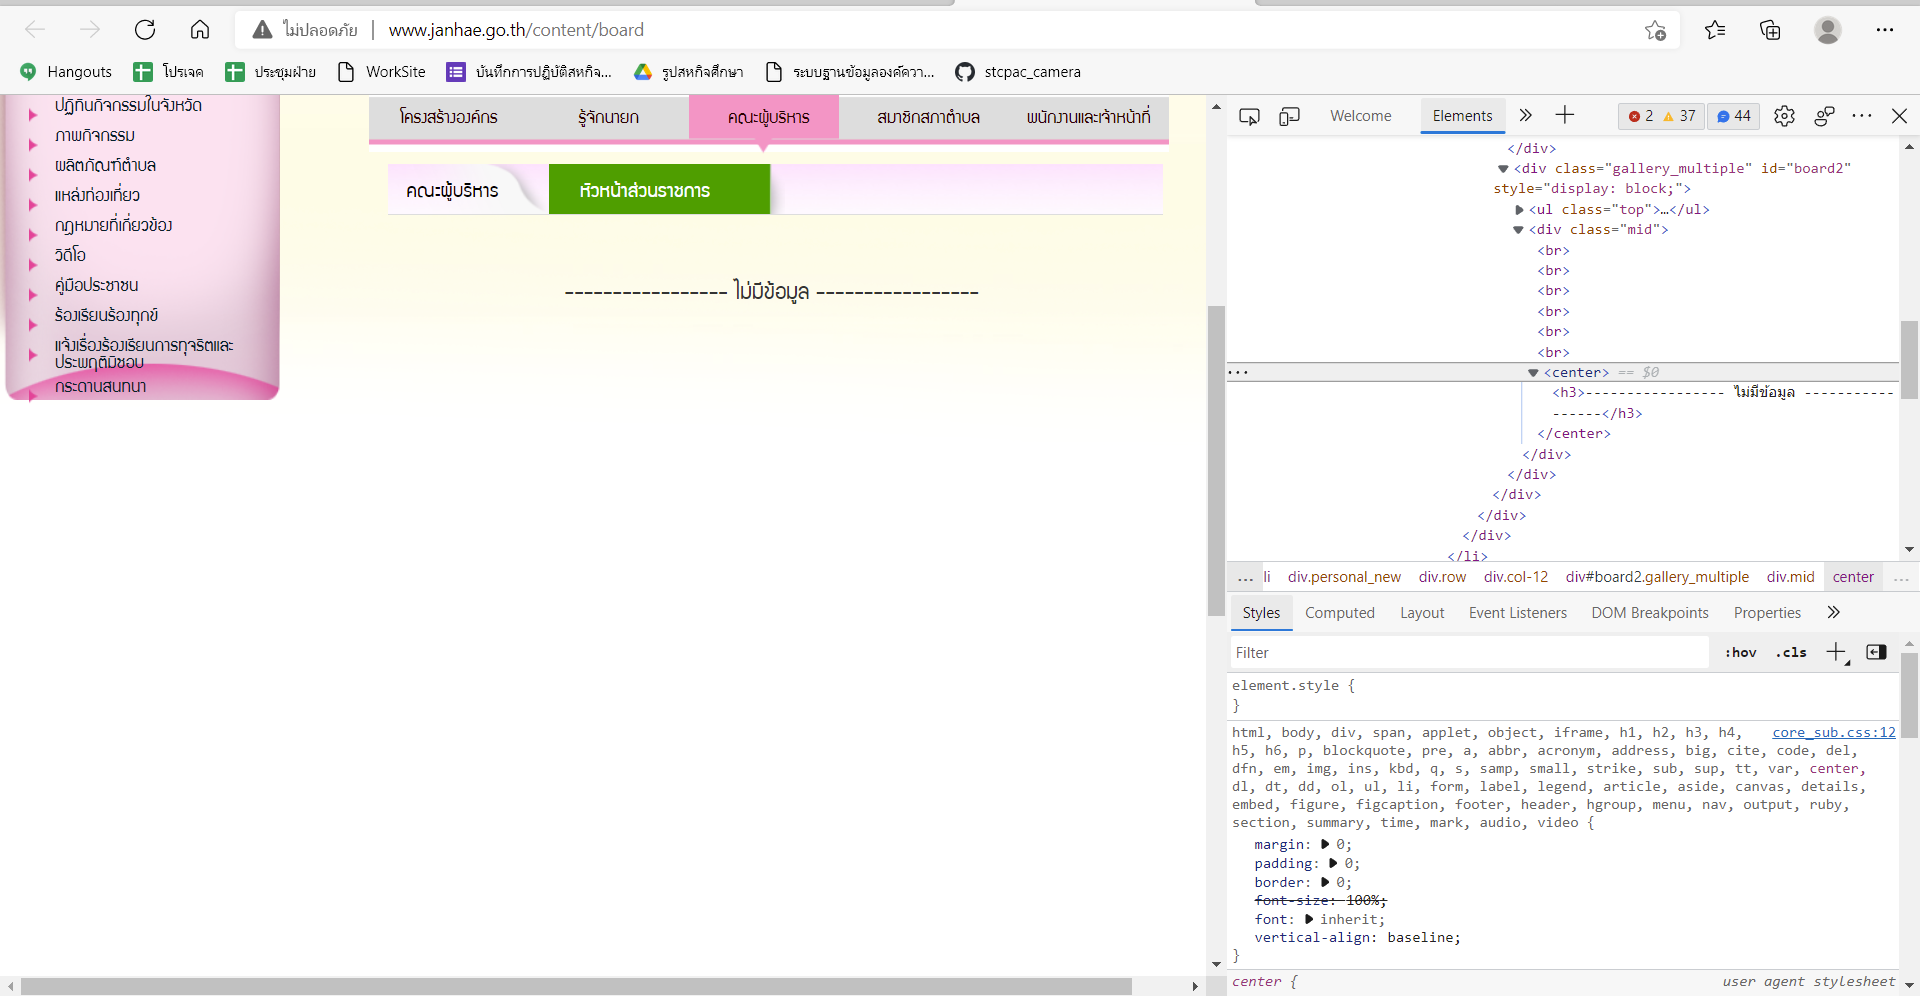 ไม่ปลอดภัย | www.janhae.go.th/content/board
Hangouts โปรเจค ประชุมฝ่าย WorkSite บันทึกการปฏิบัติสหกิจ... รูปสหกิจศึกษา ระบบฐานข้อมูลองค์ควา... stcpac_camera
ปฏิทินกิจกรรมในจังหวัด
ภาพกิจกรรม
ผลิตภัณฑ์ตำบล
แหล่งท่องเที่ยว
กฎหมายที่เกี่ยวข้อง
วิดีโอ
คู่มือประชาชน
ร้องเรียนร้องทุกข์
แจ้งเรื่องร้องเรียนการทุจริตและ
ประพฤติมิชอบ
กระดานสนทนา
โครงสร้างองค์กร รู้จักนายก คณะผู้บริหาร สมาชิกสภาตำบล พนักงานและเจ้าหน้าที่
คณะผู้บริหาร หัวหน้าส่วนราชการ
----------------- ไม่มีข้อมูล -----------------
Welcome Elements 2 37 44
</div>
<div class="gallery_multiple" id="board2"
style="display: block;">
<ul class="top">…</ul>
<div class="mid">
<br>
<br>
<br>
<br>
<br>
<br>
... <center> == $0
<h3>----------------- ไม่มีข้อมูล -----------
------</h3>
</center>
</div>
</div>
</div>
</div>
</div>
</li>
... li div.personal_new div.row div.col-12 div#board2.gallery_multiple div.mid center ...
Styles Computed Layout Event Listeners DOM Breakpoints Properties
Filter :hov .cls
element.style {
}
html, body, div, span, applet, object, iframe, h1, h2, h3, h4, core_sub.css:12
h5, h6, p, blockquote, pre, a, abbr, acronym, address, big, cite, code, del,
dfn, em, img, ins, kbd, q, s, samp, small, strike, sub, sup, tt, var, center,
dl, dt, dd, ol, ul, li, form, label, legend, article, aside, canvas, details,
embed, figure, figcaption, footer, header, hgroup, menu, nav, output, ruby,
section, summary, time, mark, audio, video {
margin: 0;
padding: 0;
border: 0;
font-size: 100%;
font: inherit;
vertical-align: baseline;
}
center { user agent stylesheet